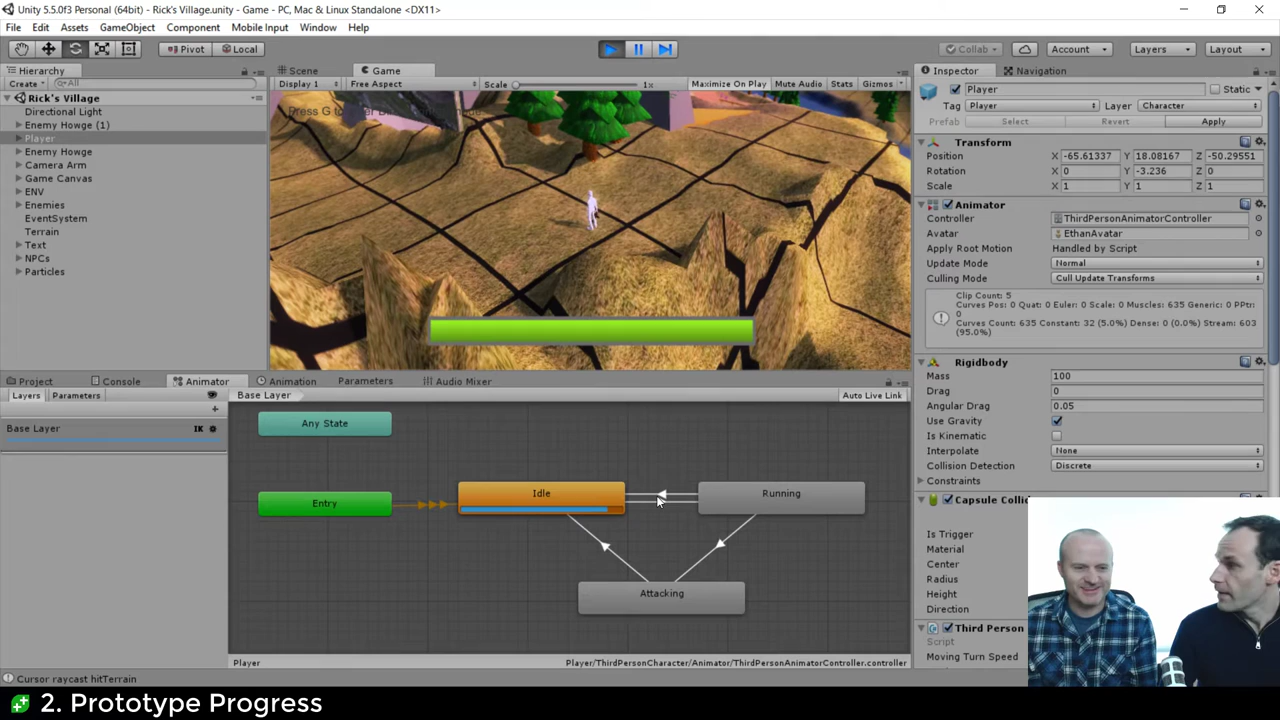 Unity 5.5.0f3 Personal (64bit) - Rick's Village.unity - Game - PC, Mac & Linux Standalone* <DX11>
File Edit Assets GameObject Component Mobile Input Window Help
Pivot Local Collab Account Layers Layout
Hierarchy Scene Game Inspector Navigation
Create All Display 1 Free Aspect Scale 1x Maximize On Play Mute Audio Stats Gizmos
Rick's Village
Directional Light
Enemy Howge (1)
Player
Enemy Howge
Camera Arm
Game Canvas
ENV
Enemies
EventSystem
Terrain
Text
NPCs
Particles
Player Static
Tag Player Layer Character
Prefab Select Revert Apply
Transform
Position X -65.61337 Y 18.08167 Z -50.29551
Rotation X 0 Y -3.236 Z 0
Scale X 1 Y 1 Z 1
Animator
Controller ThirdPersonAnimatorController
Avatar EthanAvatar
Apply Root Motion Handled by Script
Update Mode Normal
Culling Mode Cull Update Transforms
Clip Count: 5
Curves Pos: 0 Quat: 0 Euler: 0 Scale: 0 Muscles: 635 Generic: 0 PPtr:
0
Curves Count: 635 Constant: 32 (5.0%) Dense: 0 (0.0%) Stream: 603
(95.0%)
Rigidbody
Mass 100
Drag 0
Angular Drag 0.05
Use Gravity
Is Kinematic
Interpolate None
Collision Detection Discrete
Constraints
Capsule Collid
Is Trigger
Material
Center
Radius
Height
Direction
Third Person
Script
Moving Turn Speed
Project Console Animator Animation Parameters Audio Mixer
Layers Parameters Base Layer Auto Live Link
Base Layer IK
Any State
Entry
Idle
Running
Attacking
Player Player/ThirdPersonCharacter/Animator/ThirdPersonAnimatorController.controller
Cursor raycast hitTerrain
2. Prototype Progress